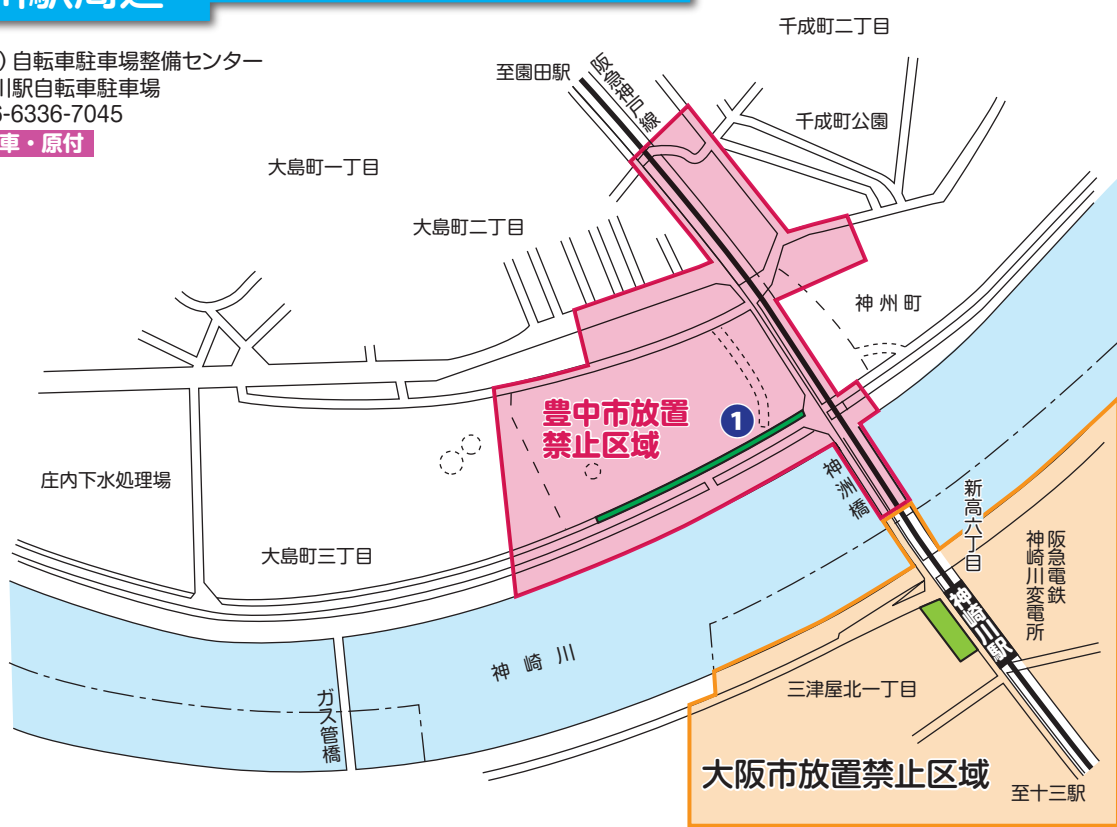 駅周辺
) 自転車駐車場整備センター
川駅自転車駐車場
-6336-7045
車・原付
千成町二丁目
至園田駅
阪急神戸線
千成町公園
大島町一丁目
大島町二丁目
神州町
豊中市放置
禁止区域
1
庄内下水処理場
大島町三丁目
神洲橋
新高六丁目
阪急電鉄
神崎川変電所
神崎川駅
神崎川
ガス管橋
三津屋北一丁目
大阪市放置禁止区域
至十三駅